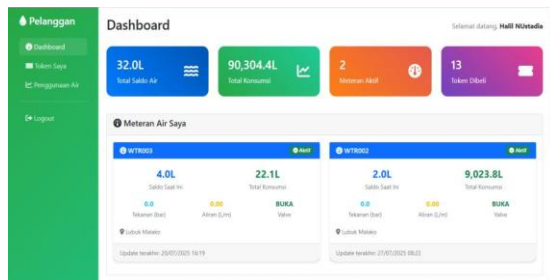 Pelanggan
Dashboard
Token Saya
Penggunaan Air
Logout
Dashboard
Selamat datang, Halil NUstadia
32.0L
Total Saldo Air
90,304.4L
Total Konsumsi
2
Meteran Aktif
13
Token Dibeli
Meteran Air Saya
WTR003
Aktif
4.0L
Saldo Saat Ini
22.1L
Total Konsumsi
0.0
Tekanan (bar)
0.00
Aliran (L/m)
BUKA
Valve
Lubuk Malako
Update terakhir: 20/07/2025 16:19
WTR002
Aktif
2.0L
Saldo Saat Ini
9,023.8L
Total Konsumsi
0.0
Tekanan (bar)
0.00
Aliran (L/m)
BUKA
Valve
Lubuk Malako
Update terakhir: 27/07/2025 00:22